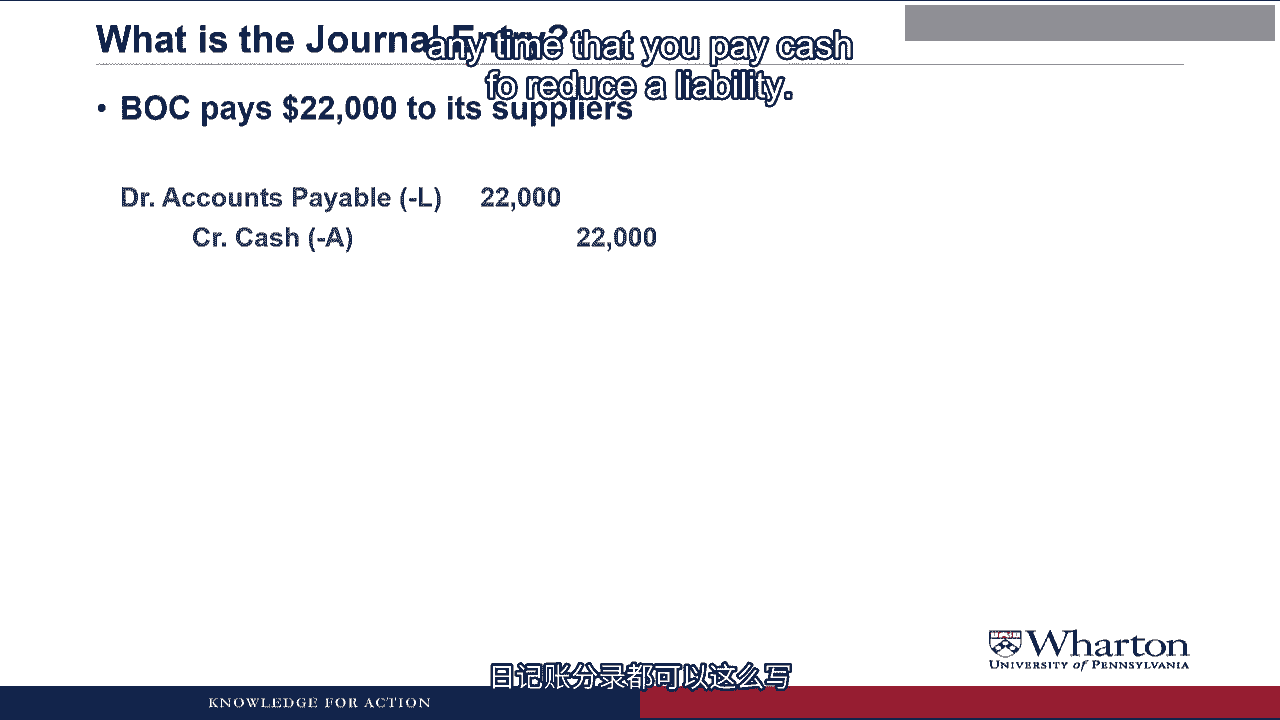 What is the Journal Entry?
any time that you pay cash
fo reduce a liability.
• BOC pays $22,000 to its suppliers
Dr. Accounts Payable (-L) 22,000
Cr. Cash (-A) 22,000
Wharton
UNIVERSITY of PENNSYLVANIA
日记账分录都可以这么写
KNOWLEDGE FOR ACTION